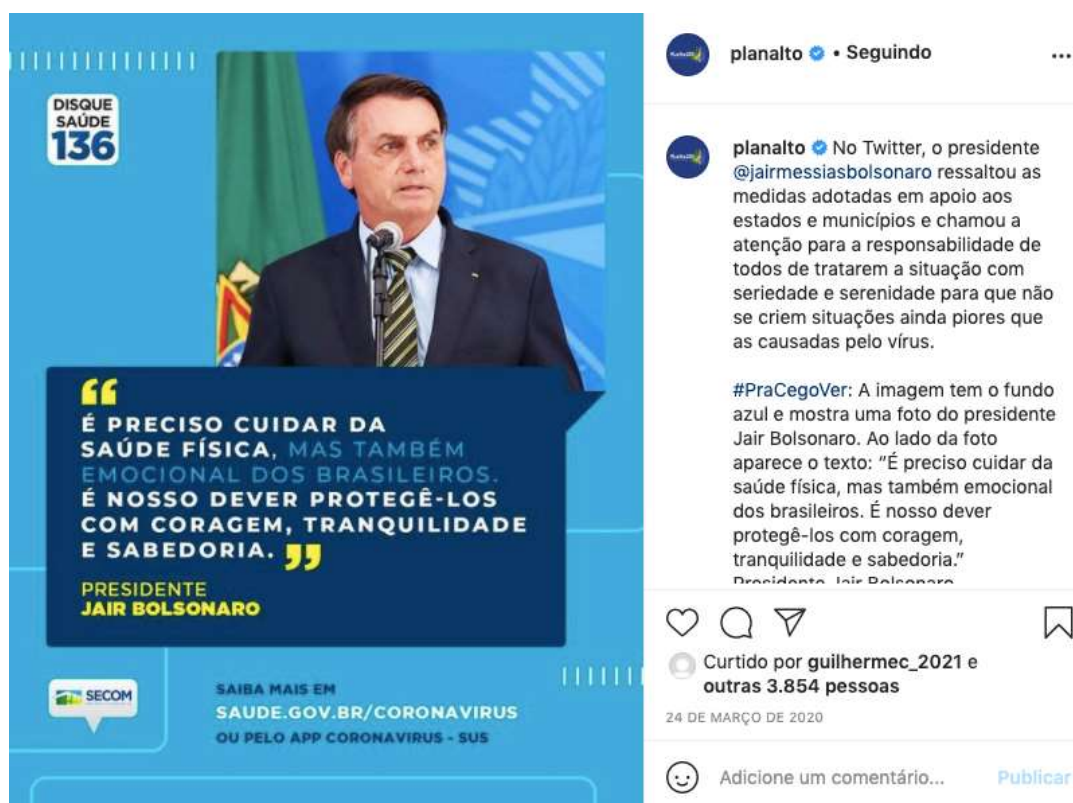 DISQUE
SAÚDE
136
“
É PRECISO CUIDAR DA
SAÚDE FÍSICA, MAS TAMBÉM
EMOCIONAL DOS BRASILEIROS.
É NOSSO DEVER PROTEGÊ-LOS
COM CORAGEM, TRANQUILIDADE
E SABEDORIA. ”
PRESIDENTE
JAIR BOLSONARO
SECOM
SAIBA MAIS EM
SAUDE.GOV.BR/CORONAVIRUS
OU PELO APP CORONAVIRUS - SUS
planalto • Seguindo
planalto No Twitter, o presidente
@jairmessiasbolsonaro ressaltou as
medidas adotadas em apoio aos
estados e municípios e chamou a
atenção para a responsabilidade de
todos de tratarem a situação com
seriedade e serenidade para que não
se criem situações ainda piores que
as causadas pelo vírus.
#PraCegoVer: A imagem tem o fundo
azul e mostra uma foto do presidente
Jair Bolsonaro. Ao lado da foto
aparece o texto: “É preciso cuidar da
saúde física, mas também emocional
dos brasileiros. É nosso dever
protegê-los com coragem,
tranquilidade e sabedoria.”
Presidente Jair Bolsonaro
Curtido por guilhermec_2021 e
outras 3.854 pessoas
24 DE MARÇO DE 2020
Adicione um comentário... Publicar